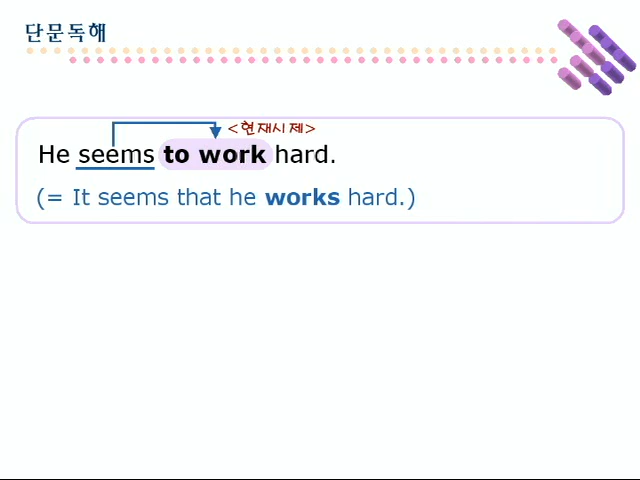 단문독해
<현재시제>
He seems to work hard.
(= It seems that he works hard.)